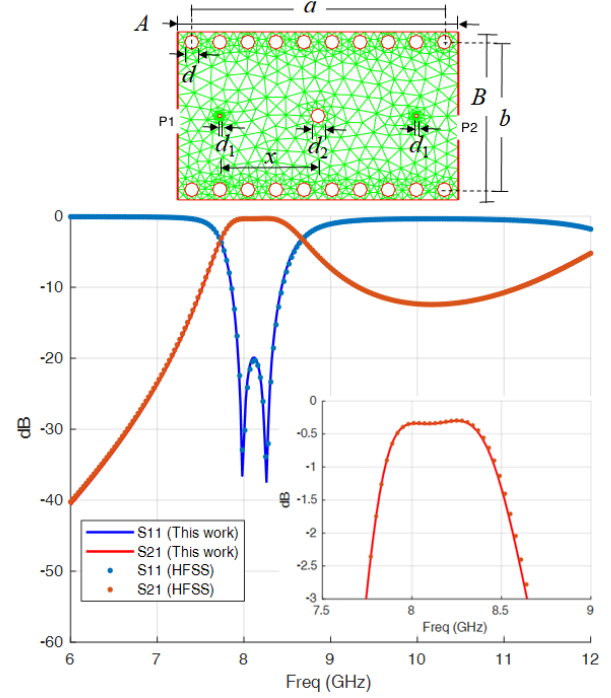 a
A
d
B
b
P1
P2
d1
d2
d1
x
0
-10
-20
-30
-40
-50
-60
dB
S11 (This work)
S21 (This work)
S11 (HFSS)
S21 (HFSS)
0
-0.5
-1
-1.5
-2
-2.5
-3
dB
7.5 8 8.5 9
Freq (GHz)
6 7 8 9 10 11 12
Freq (GHz)